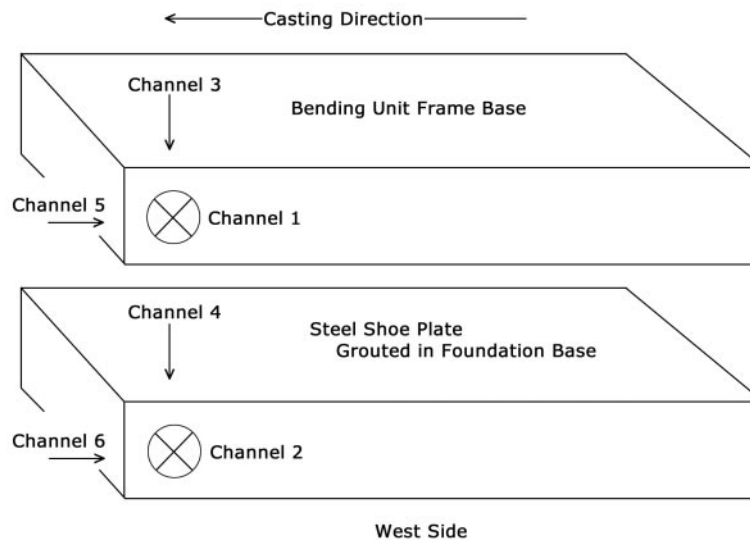 Casting Direction
Channel 3
Bending Unit Frame Base
Channel 5
Channel 1
Channel 4
Steel Shoe Plate
Grouted in Foundation Base
Channel 6
Channel 2
West Side